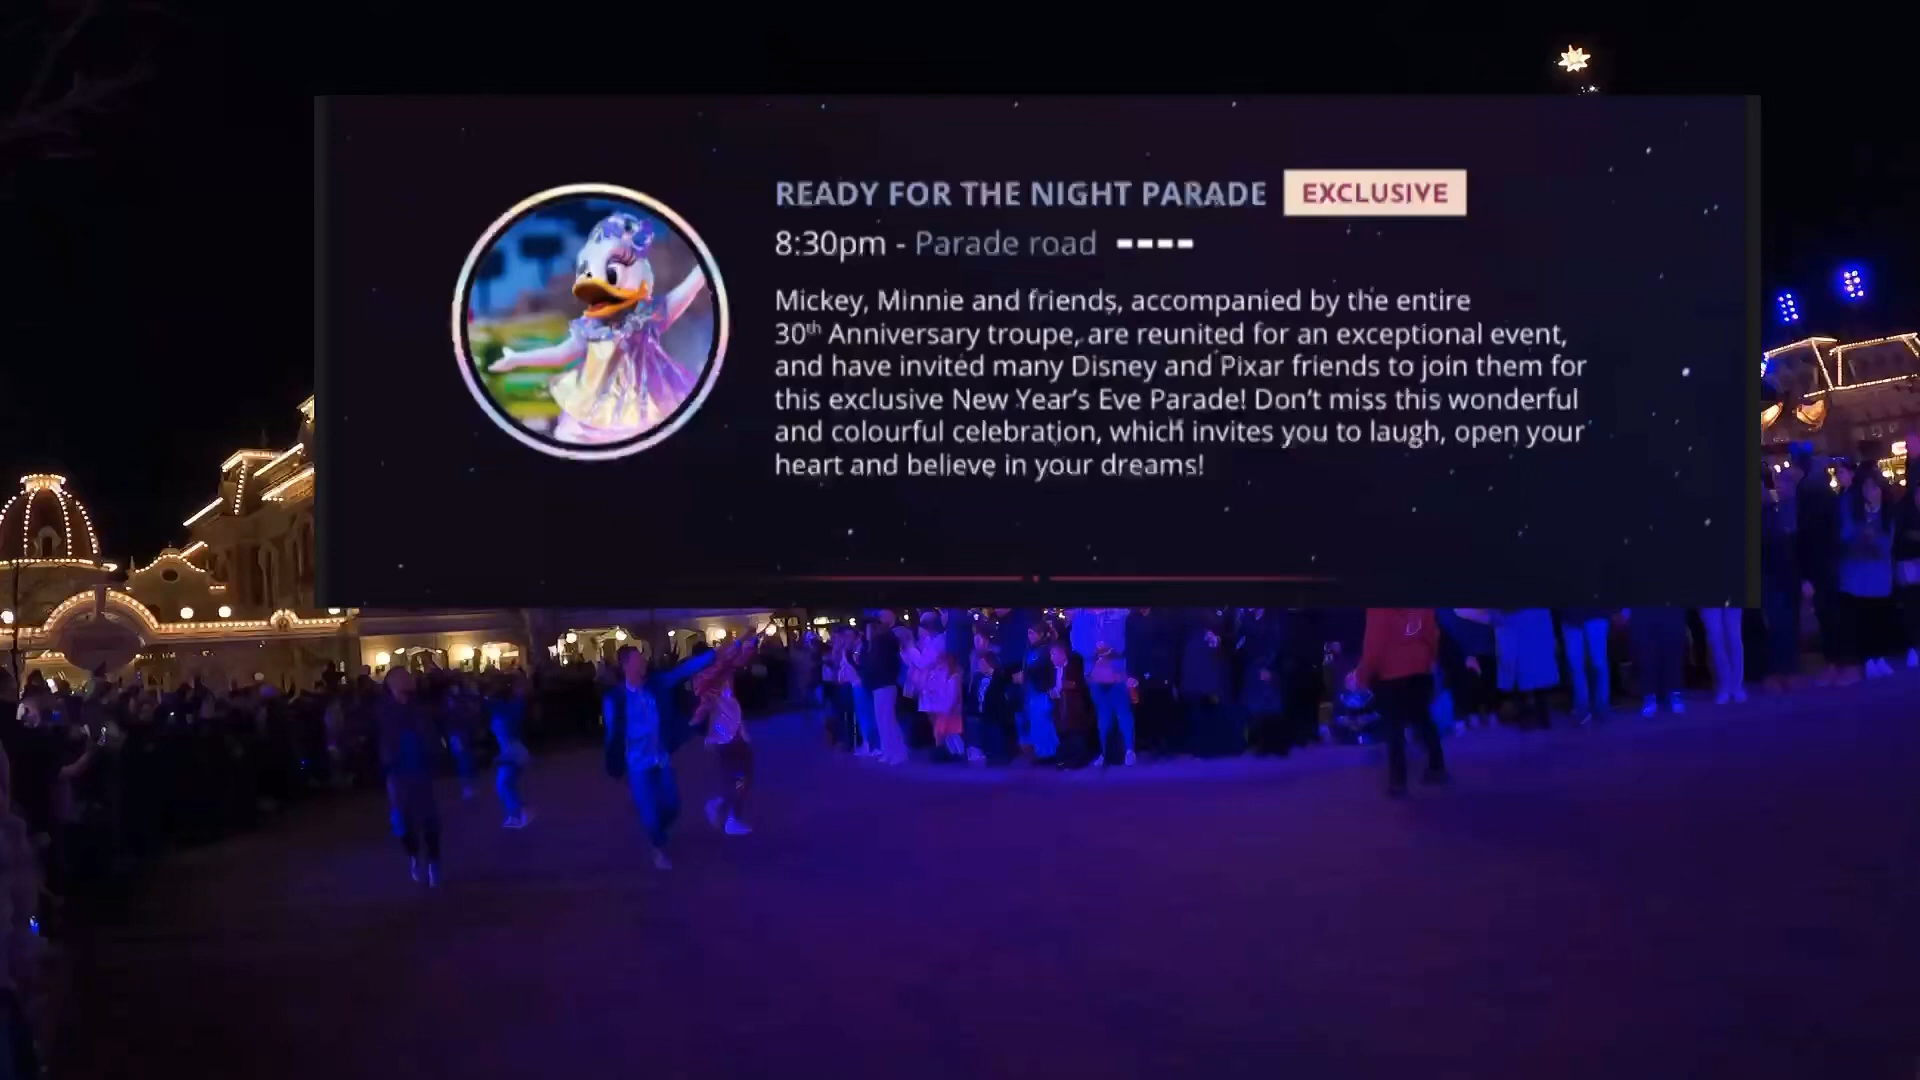 READY FOR THE NIGHT PARADE EXCLUSIVE
8:30pm - Parade road
Mickey, Minnie and friends, accompanied by the entire
30th Anniversary troupe, are reunited for an exceptional event,
and have invited many Disney and Pixar friends to join them for
this exclusive New Year's Eve Parade! Don't miss this wonderful
and colourful celebration, which invites you to laugh, open your
heart and believe in your dreams!